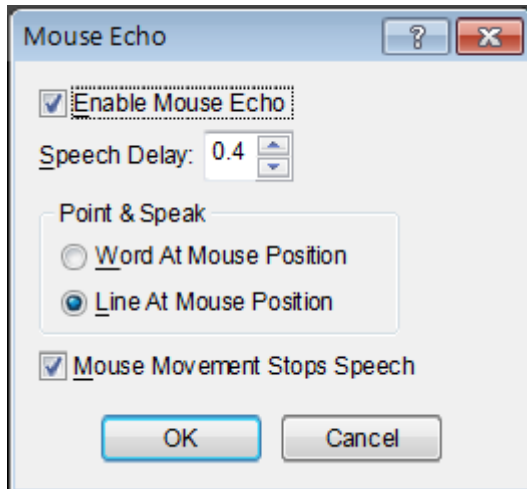 Mouse Echo
Enable Mouse Echo
Speech Delay: 0.4
Point & Speak
Word At Mouse Position
Line At Mouse Position
Mouse Movement Stops Speech
OK Cancel